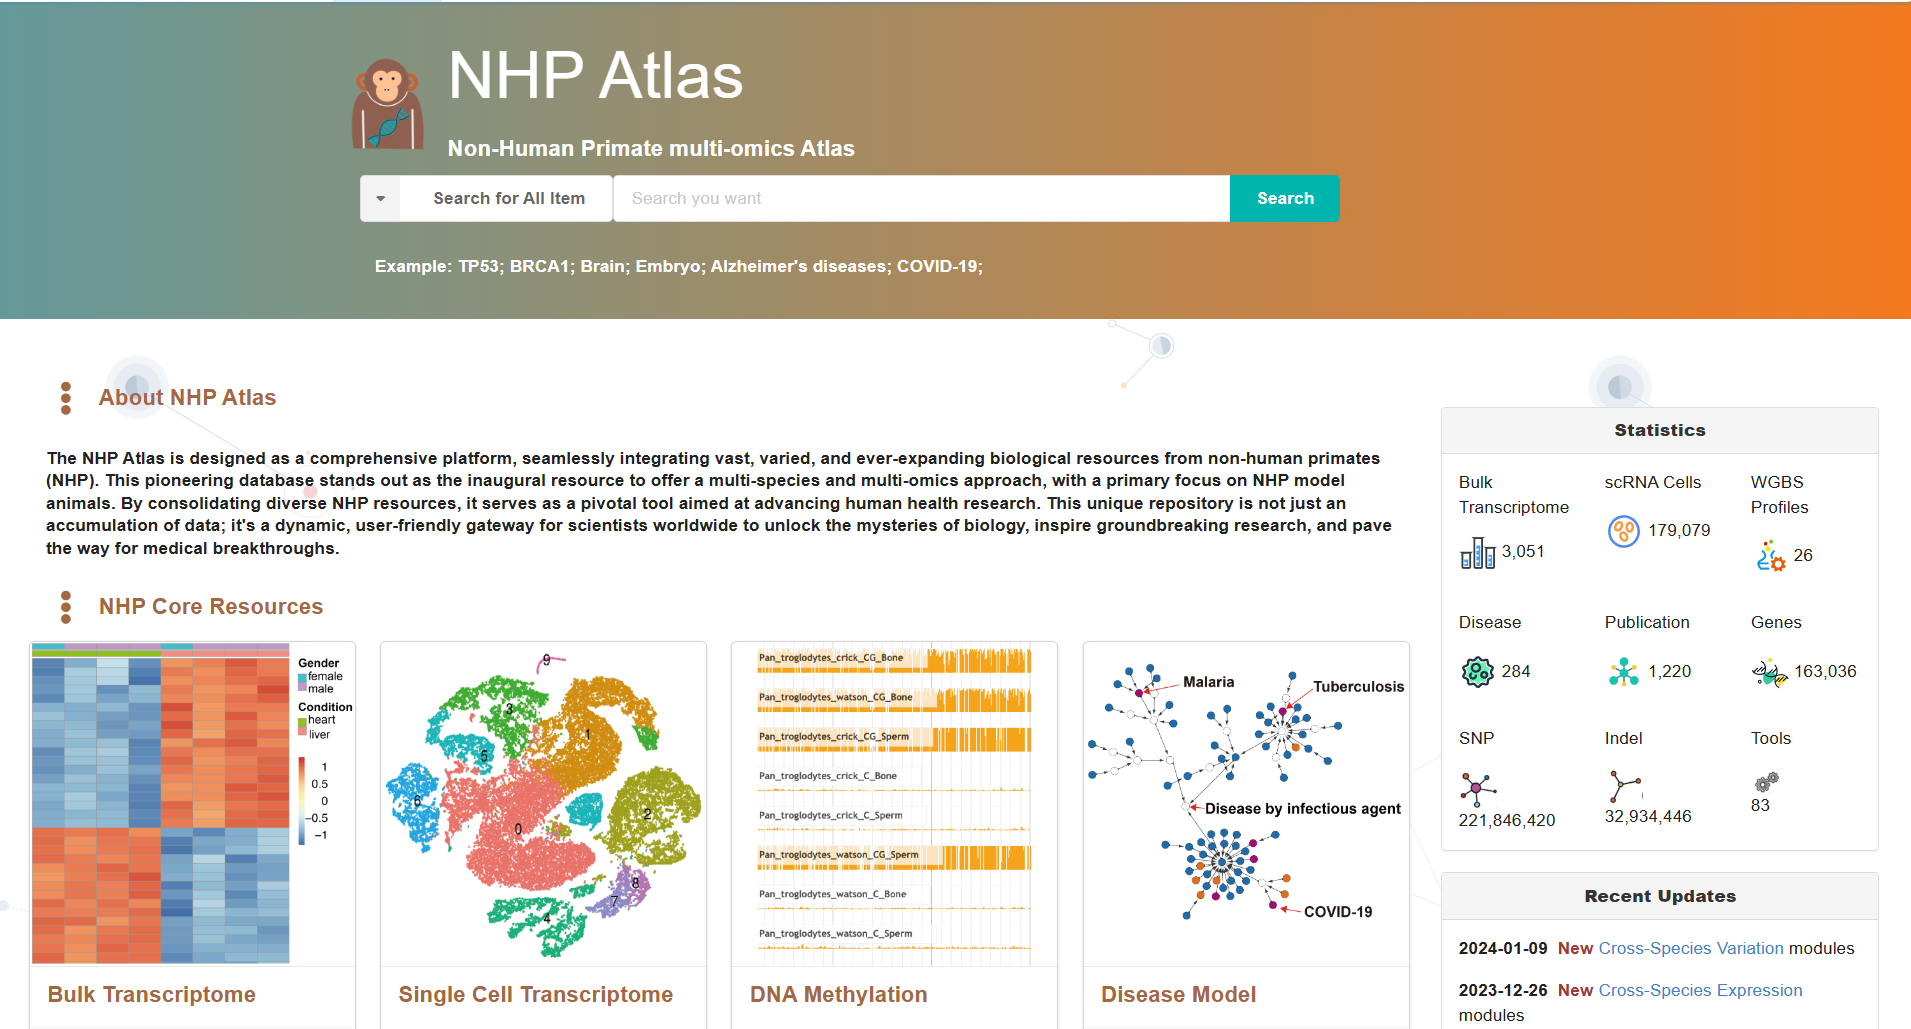 NHP Atlas
Non-Human Primate multi-omics Atlas
Search for All Item
Search you want
Search
Example: TP53; BRCA1; Brain; Embryo; Alzheimer's diseases; COVID-19;
About NHP Atlas
The NHP Atlas is designed as a comprehensive platform, seamlessly integrating vast, varied, and ever-expanding biological resources from non-human primates
(NHP). This pioneering database stands out as the inaugural resource to offer a multi-species and multi-omics approach, with a primary focus on NHP model
animals. By consolidating diverse NHP resources, it serves as a pivotal tool aimed at advancing human health research. This unique repository is not just an
accumulation of data; it's a dynamic, user-friendly gateway for scientists worldwide to unlock the mysteries of biology, inspire groundbreaking research, and pave
the way for medical breakthroughs.
NHP Core Resources
Gender
female
male
Condition
heart
liver
1
0.5
0
−0.5
−1
Bulk Transcriptome
9
3
1
5
6
2
0
8
7
4
Single Cell Transcriptome
Pan_troglodytes_crick_CG_Bone
Pan_troglodytes_watson_CG_Bone
Pan_troglodytes_crick_CG_Sperm
Pan_troglodytes_crick_C_Bone
Pan_troglodytes_crick_C_Sperm
Pan_troglodytes_watson_CG_Sperm
Pan_troglodytes_watson_C_Bone
Pan_troglodytes_watson_C_Sperm
DNA Methylation
Malaria
Tuberculosis
Disease by infectious agent
COVID-19
Disease Model
Statistics
Bulk
Transcriptome
3,051
scRNA Cells
179,079
WGBS
Profiles
26
Disease
284
Publication
1,220
Genes
163,036
SNP
221,846,420
Indel
32,934,446
Tools
83
Recent Updates
2024-01-09 New Cross-Species Variation modules
2023-12-26 New Cross-Species Expression
modules